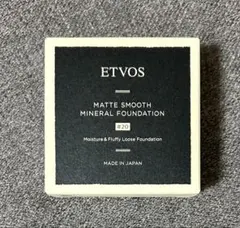 ETVOS
MATTE SMOOTH
MINERAL FOUNDATION
#20
Moisture & Fluffy Loose Foundation
MADE IN JAPAN